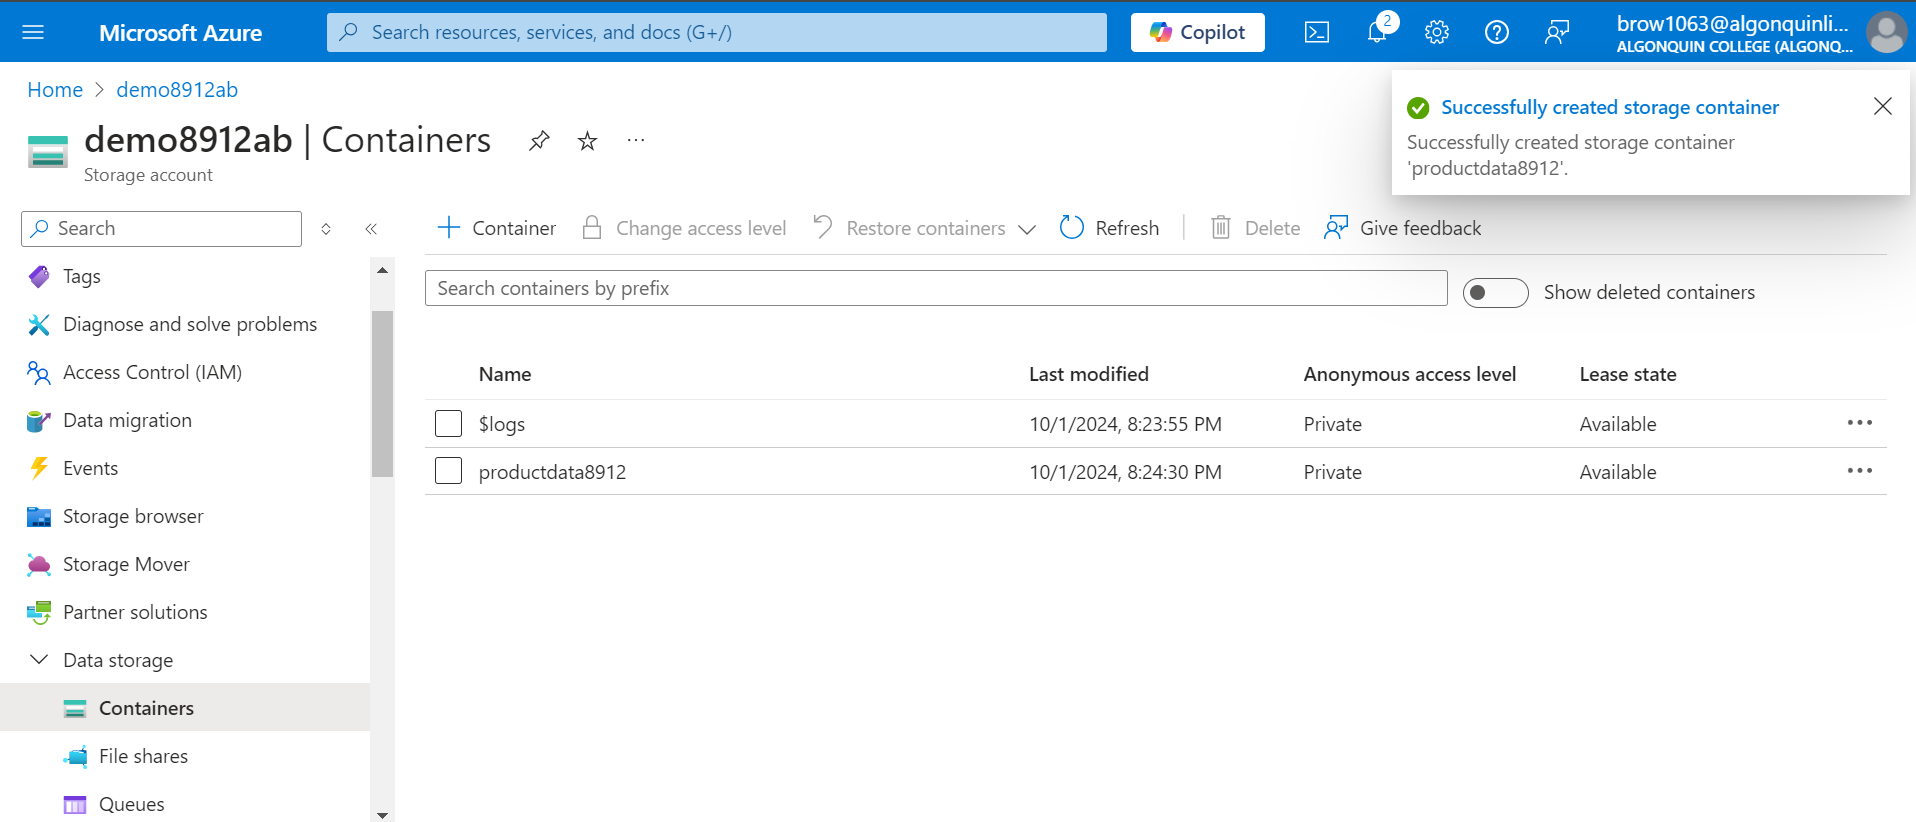 Microsoft Azure
Search resources, services, and docs (G+/)
Copilot
2
brow1063@algonquinli...
ALGONQUIN COLLEGE (ALGONQ...
Home > demo8912ab
Successfully created storage container
Successfully created storage container
'productdata8912'.
demo8912ab | Containers
Storage account
Search
Container
Change access level
Restore containers
Refresh
Delete
Give feedback
Search containers by prefix
Show deleted containers
Tags
Diagnose and solve problems
Access Control (IAM)
Data migration
Events
Storage browser
Storage Mover
Partner solutions
Data storage
Containers
File shares
Queues
Name Last modified Anonymous access level Lease state
$logs 10/1/2024, 8:23:55 PM Private Available
productdata8912 10/1/2024, 8:24:30 PM Private Available